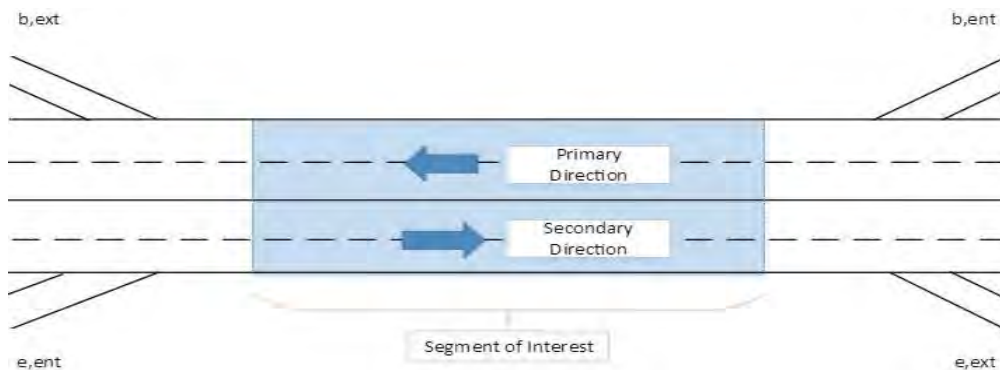 b,ext
b,ent
Primary
Direction
Secondary
Direction
Segment of Interest
e,ent
e,ext